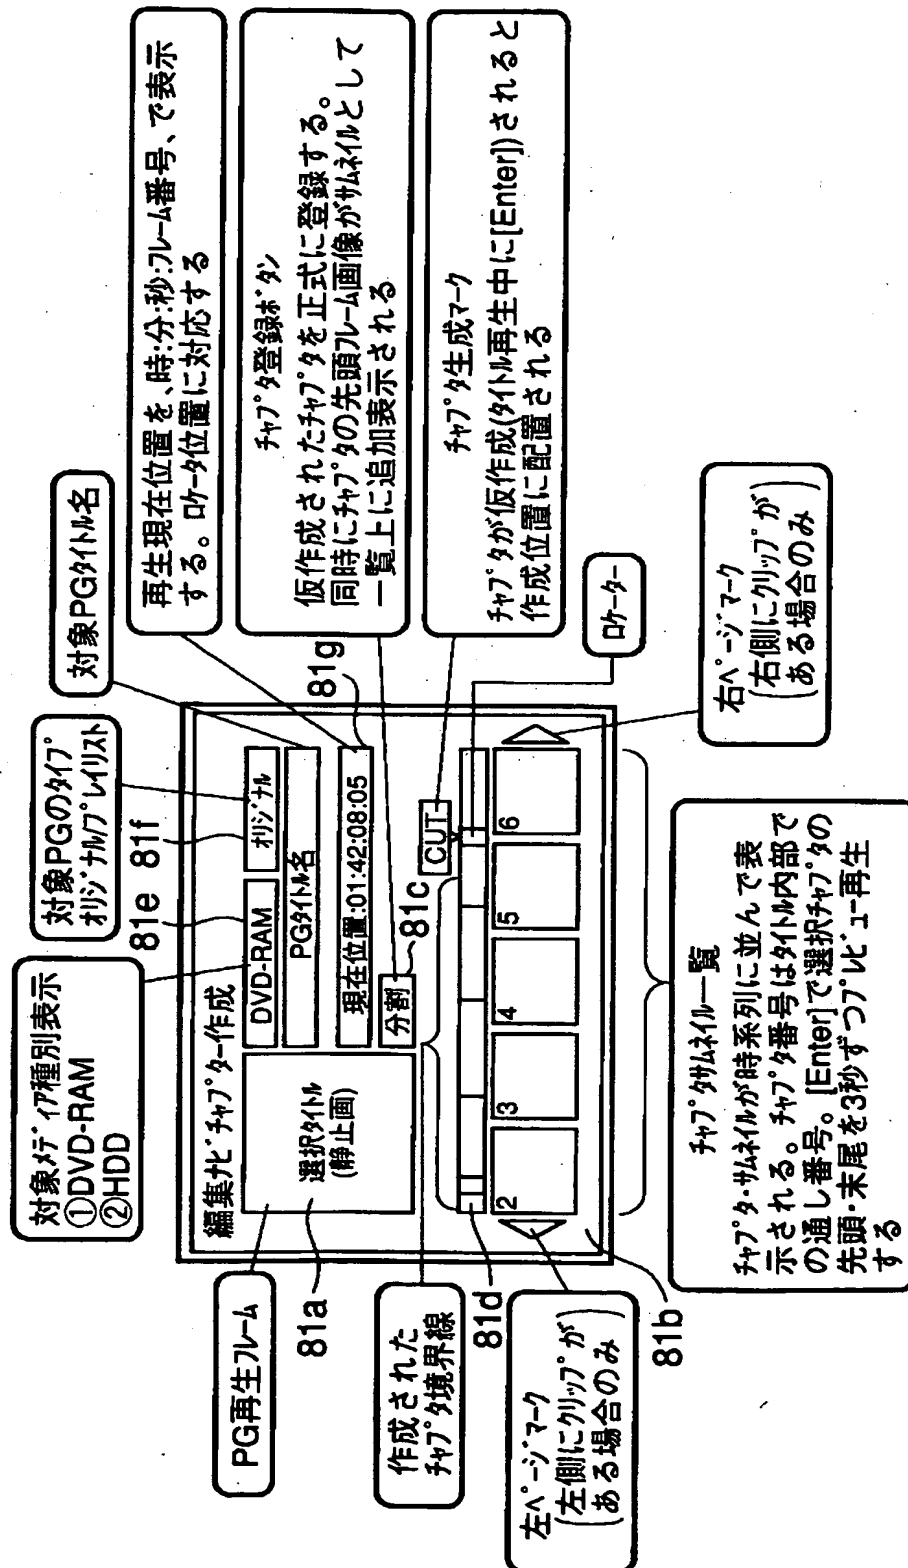 対象メディア種別表示
①DVD-RAM
②HDD
対象PGのタイプ
オリジナル/プレイリスト
対象PGタイトル名
再生現在位置を、時:分:秒:フレーム番号、で表示
する。ロケータ位置に対応する
チャプタ登録ボタン
仮作成されたチャプタを正式に登録する。
同時にチャプタの先頭フレーム画像がサムネイルとして
一覧上に追加表示される
チャプタ生成マーク
チャプタが仮作成(タイトル再生中に[Enter])されると
作成位置に配置される
ロケーター
右ページマーク
(右側にクリップが
ある場合のみ)
PG再生フレーム
81a
81e
81f
81g
編集ナビ チャプター作成
選択タイトル
(静止画)
DVD-RAM
オリジナル
PGタイトル名
現在位置:01:42:08:05
分割
81c
CUT
2
3
4
5
6
作成された
チャプタ境界線
81d
左ページマーク
(左側にクリップが
ある場合のみ)
81b
チャプタサムネイル一覧
チャプタ・サムネイルが時系列に並んで表
示される。チャプタ番号はタイトル内部で
の通し番号。[Enter]で選択チャプタの
先頭・末尾を3秒ずつプレビュー再生
する